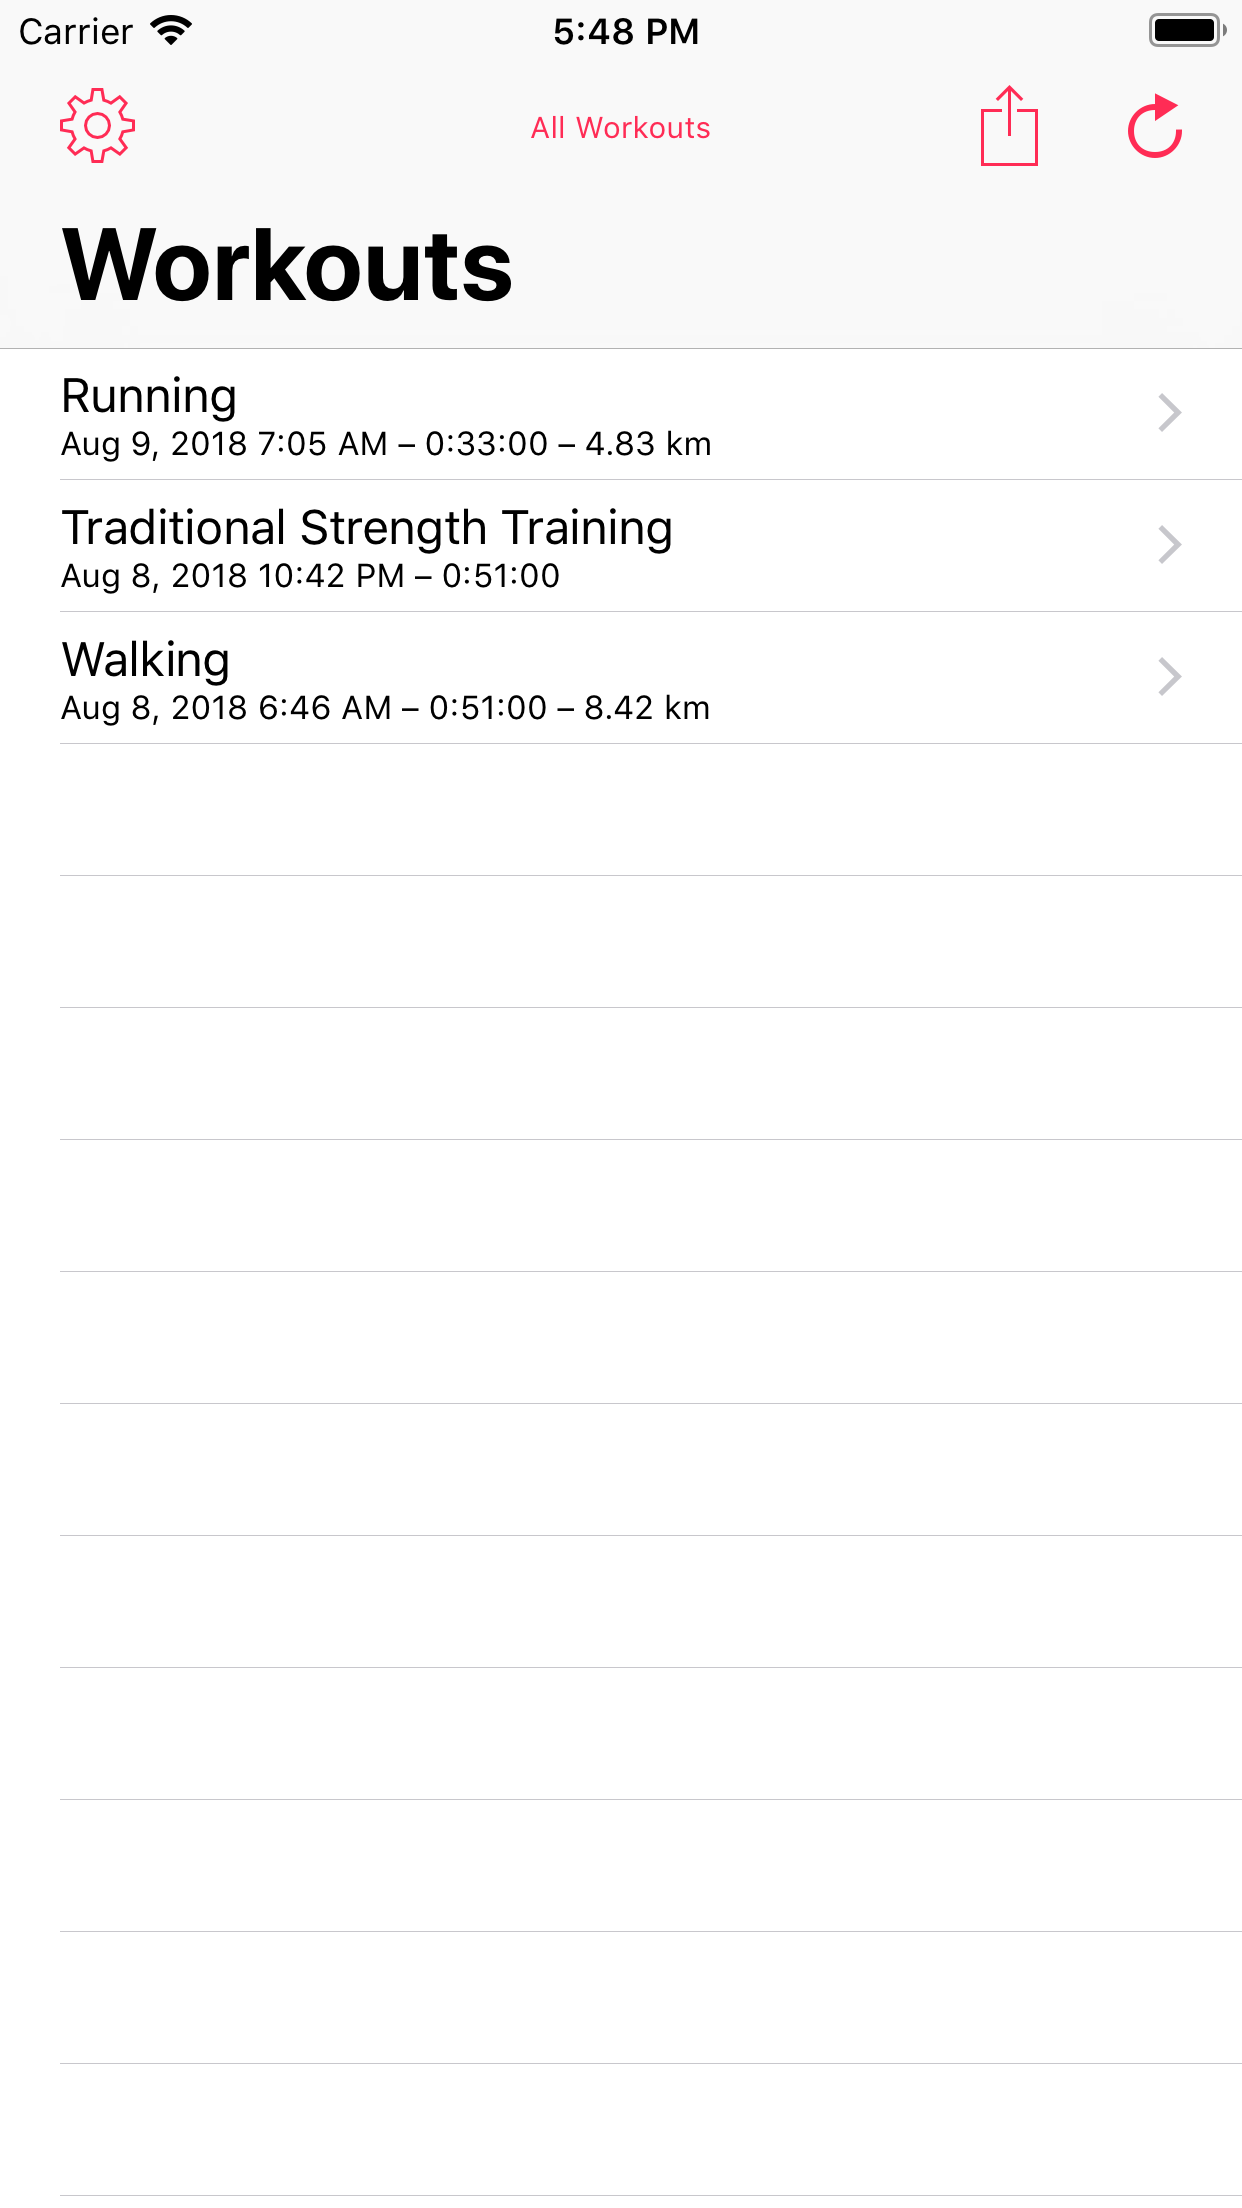 Carrier 5:48 PM
All Workouts
Workouts
Running
Aug 9, 2018 7:05 AM – 0:33:00 – 4.83 km
Traditional Strength Training
Aug 8, 2018 10:42 PM – 0:51:00
Walking
Aug 8, 2018 6:46 AM – 0:51:00 – 8.42 km